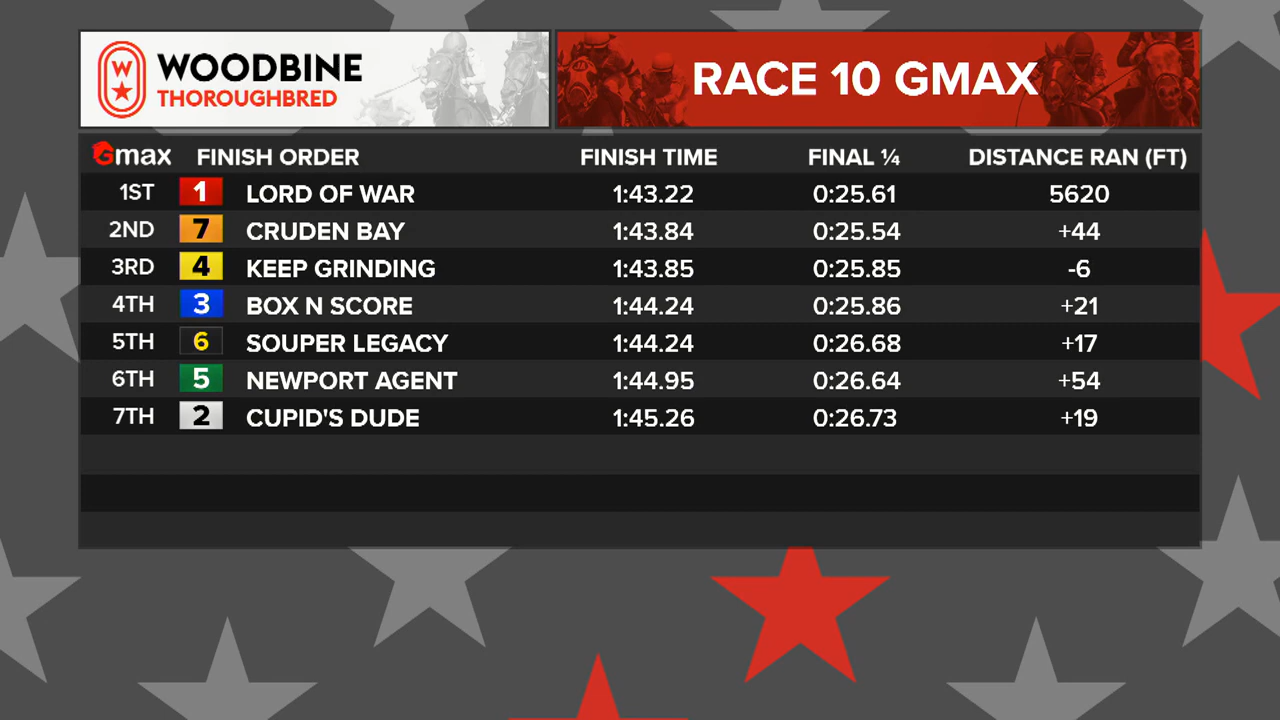 W
WOODBINE
THOROUGHBRED
RACE 10 GMAX
Gmax FINISH ORDER FINISH TIME FINAL ¼ DISTANCE RAN (FT)
1ST 1 LORD OF WAR 1:43.22 0:25.61 5620
2ND 7 CRUDEN BAY 1:43.84 0:25.54 +44
3RD 4 KEEP GRINDING 1:43.85 0:25.85 -6
4TH 3 BOX N SCORE 1:44.24 0:25.86 +21
5TH 6 SOUPER LEGACY 1:44.24 0:26.68 +17
6TH 5 NEWPORT AGENT 1:44.95 0:26.64 +54
7TH 2 CUPID'S DUDE 1:45.26 0:26.73 +19